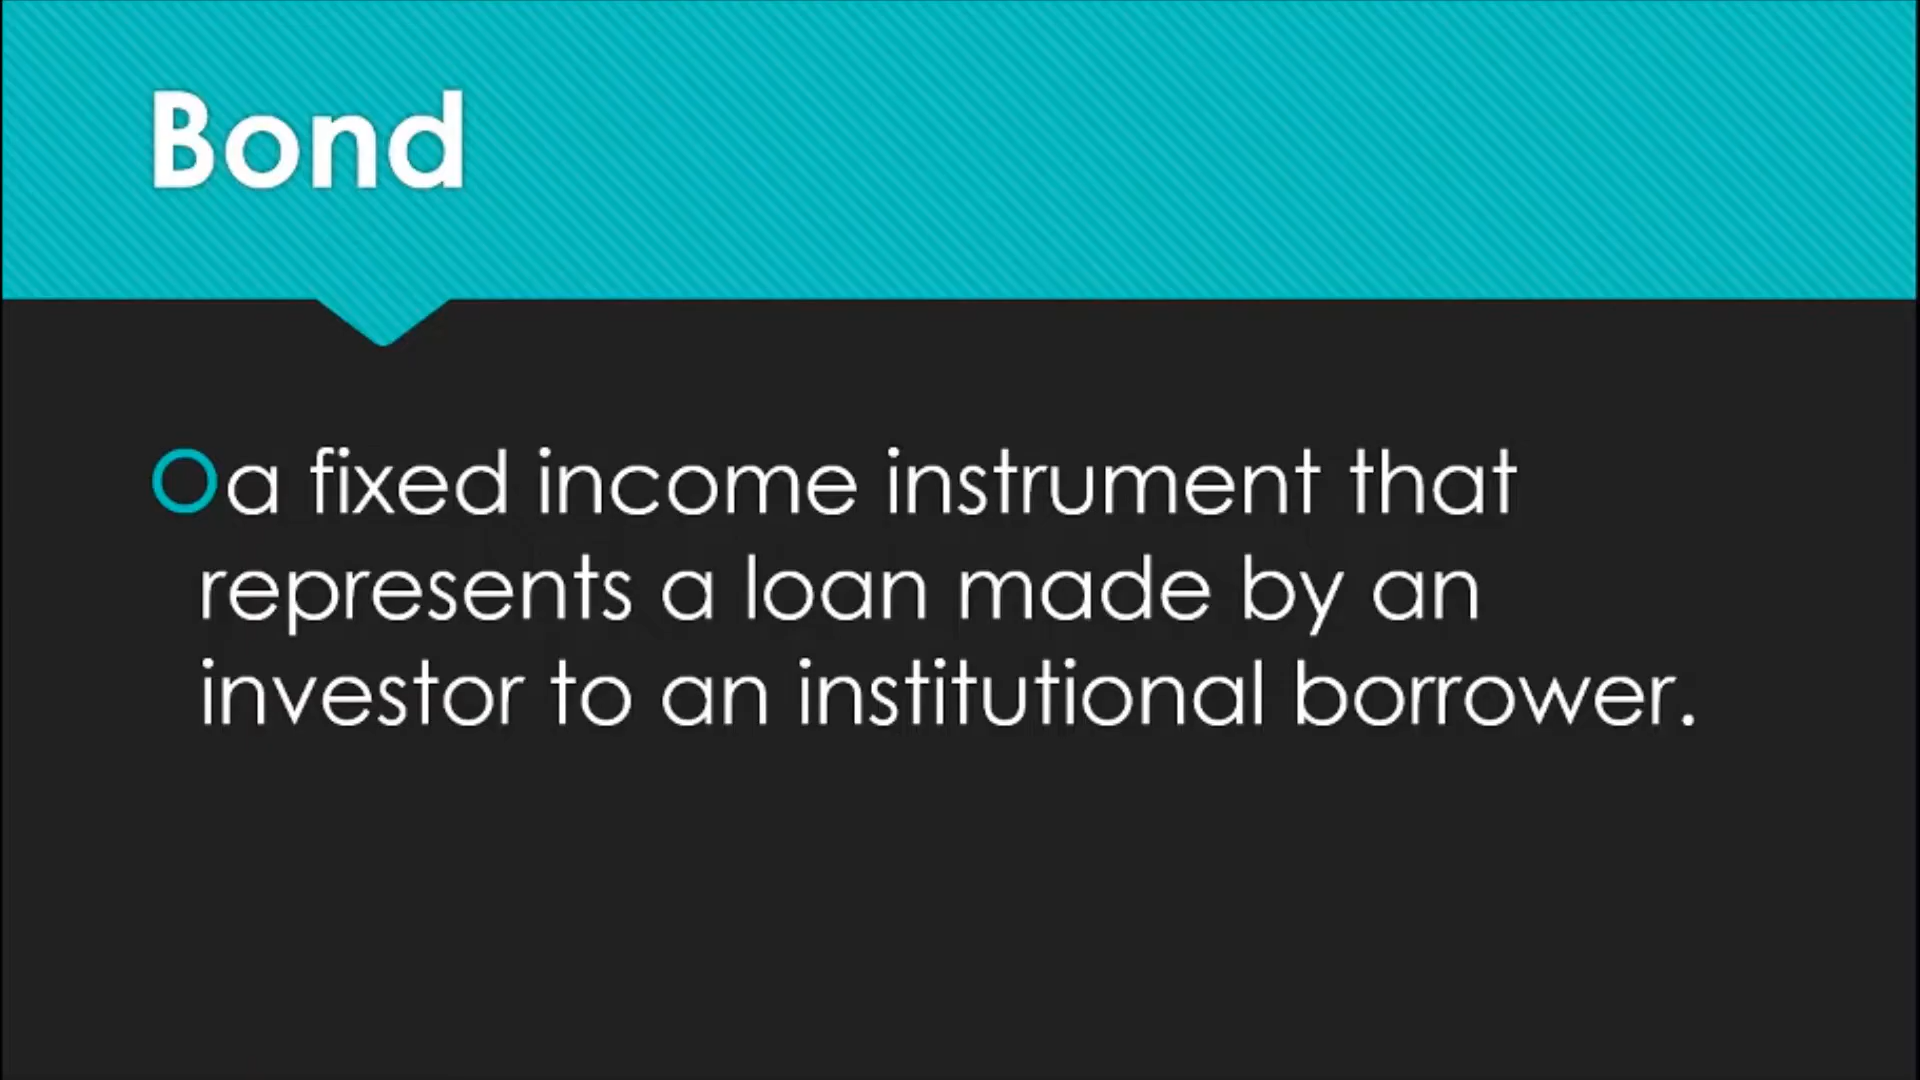 Bond
a fixed income instrument that
represents a loan made by an
investor to an institutional borrower.